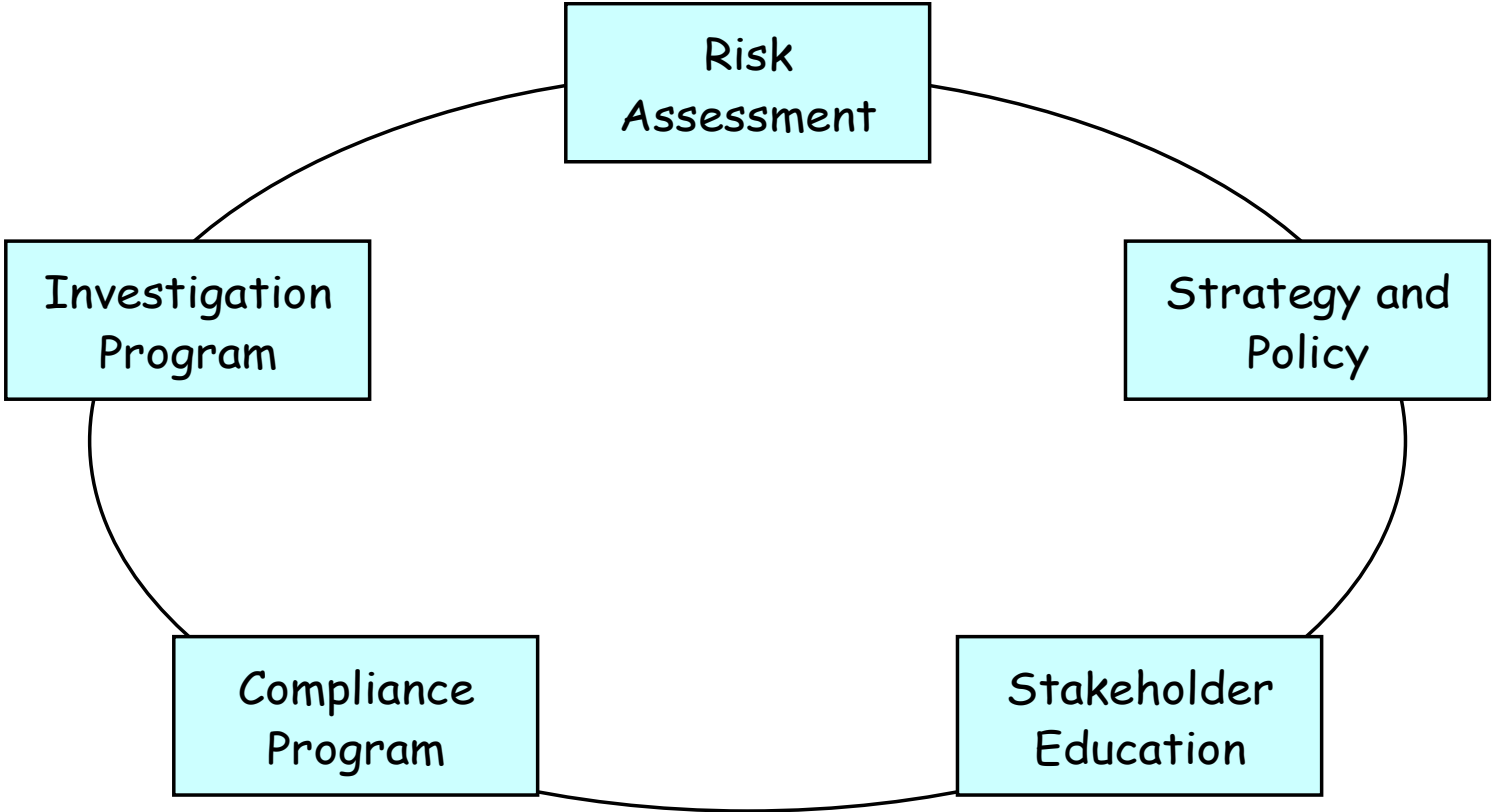 Risk
Assessment
Investigation
Program
Strategy and
Policy
Compliance
Program
Stakeholder
Education